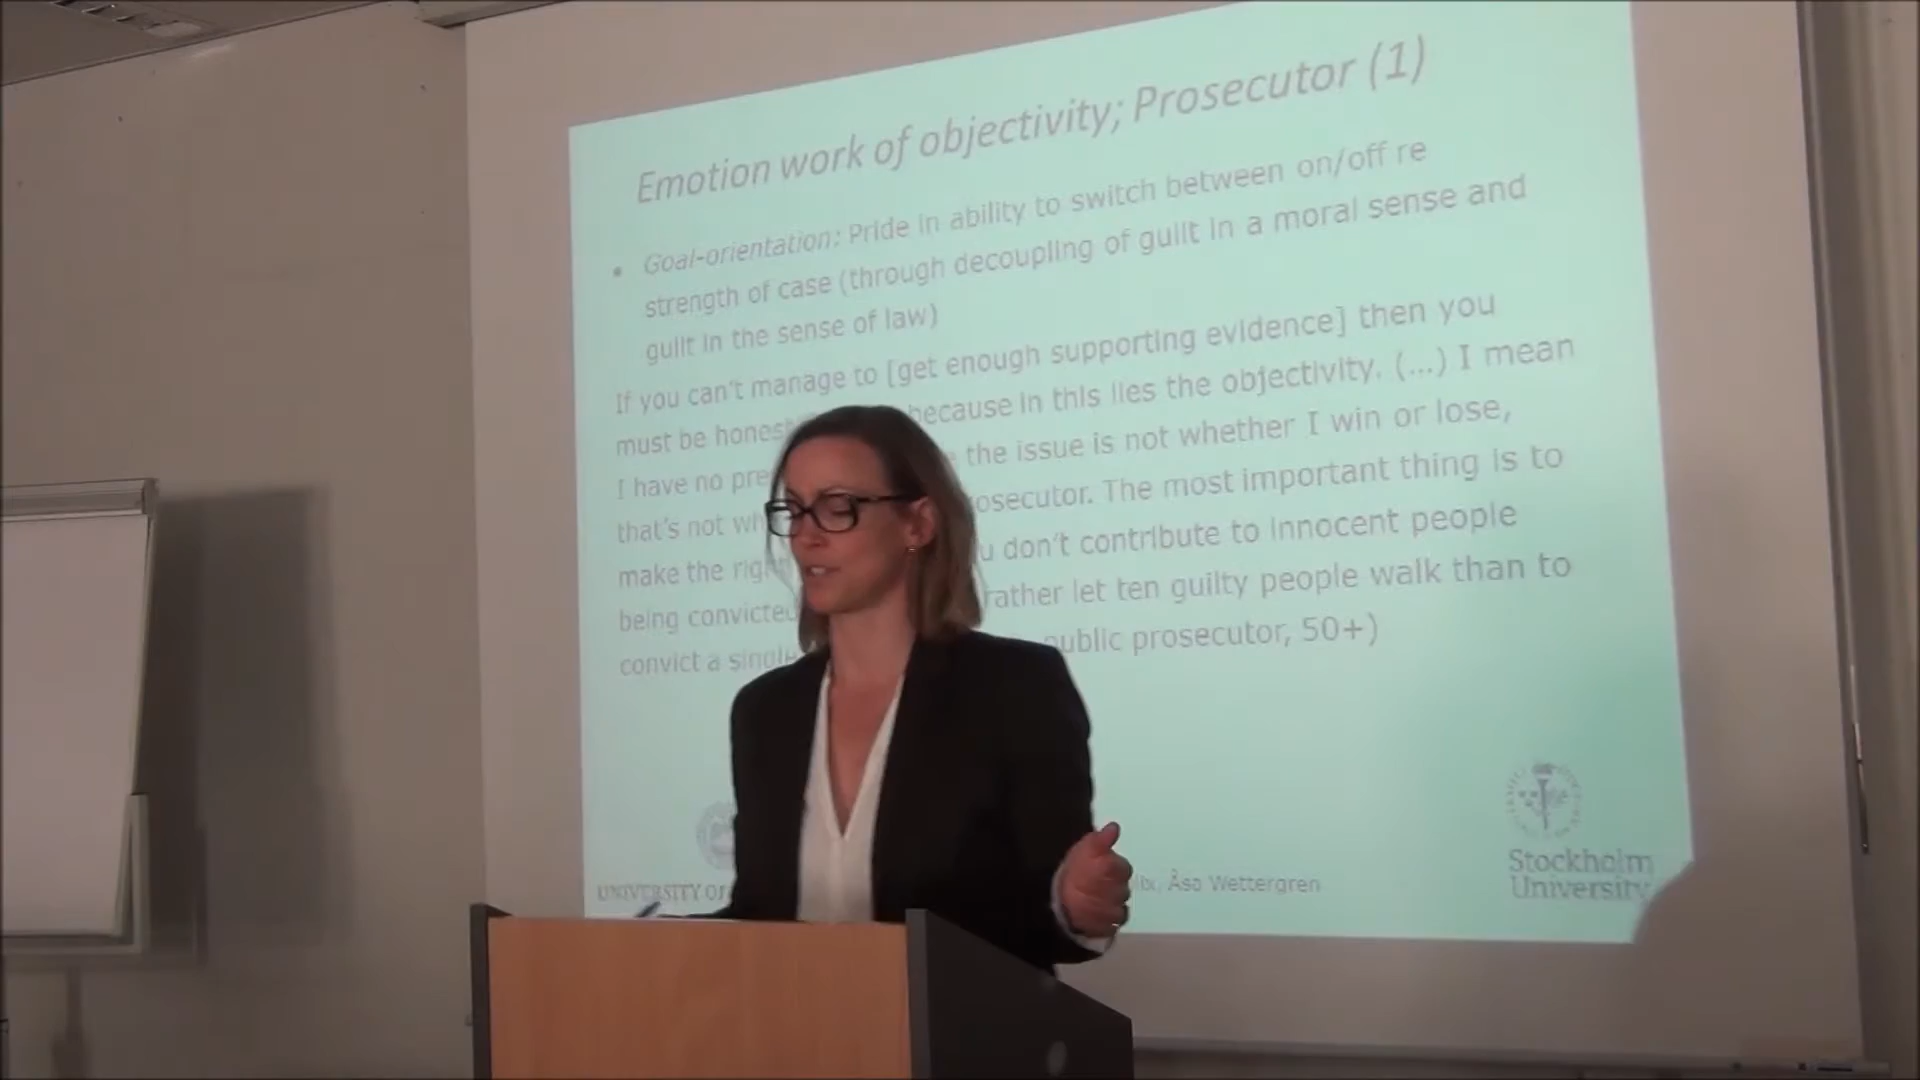 Emotion work of objectivity; Prosecutor (1)
• Goal-orientation: Pride in ability to switch between on/off re
strength of case (through decoupling of guilt in a moral sense and
guilt in the sense of law)
If you can't manage to [get enough supporting evidence] then you
must be honest because in this lies the objectivity. (...) I mean
I have no the issue is not whether I win or lose,
that's not The most important thing is to
make the don't contribute to innocent people
being convicted rather let ten guilty people walk than to
convict a prosecutor, 50+)
UNIVERSITY
Åsa Wettergren
Stockholm
University